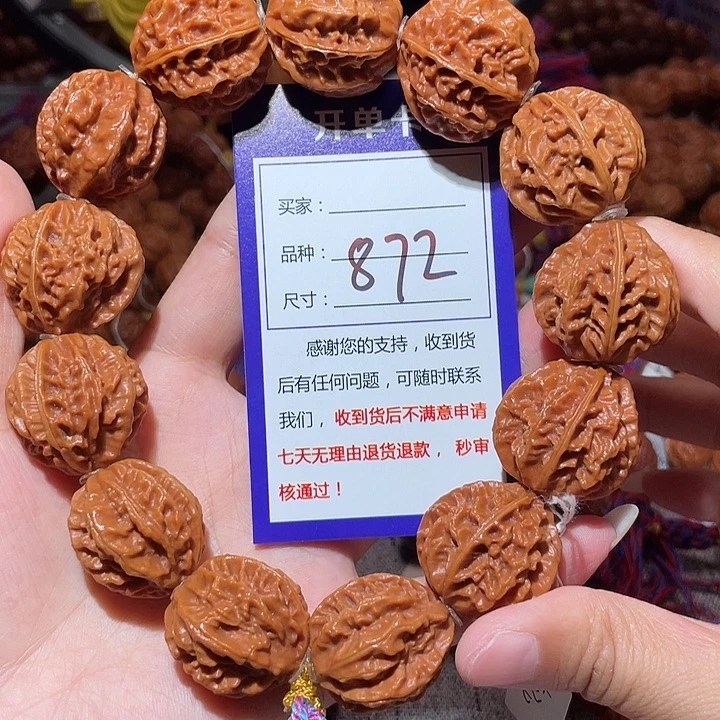 开单卡
买家：
品种：
872
尺寸：
感谢您的支持，收到货
后有任何问题，可随时联系
我们，收到货后不满意申请
七天无理由退货退款，秒审
核通过！